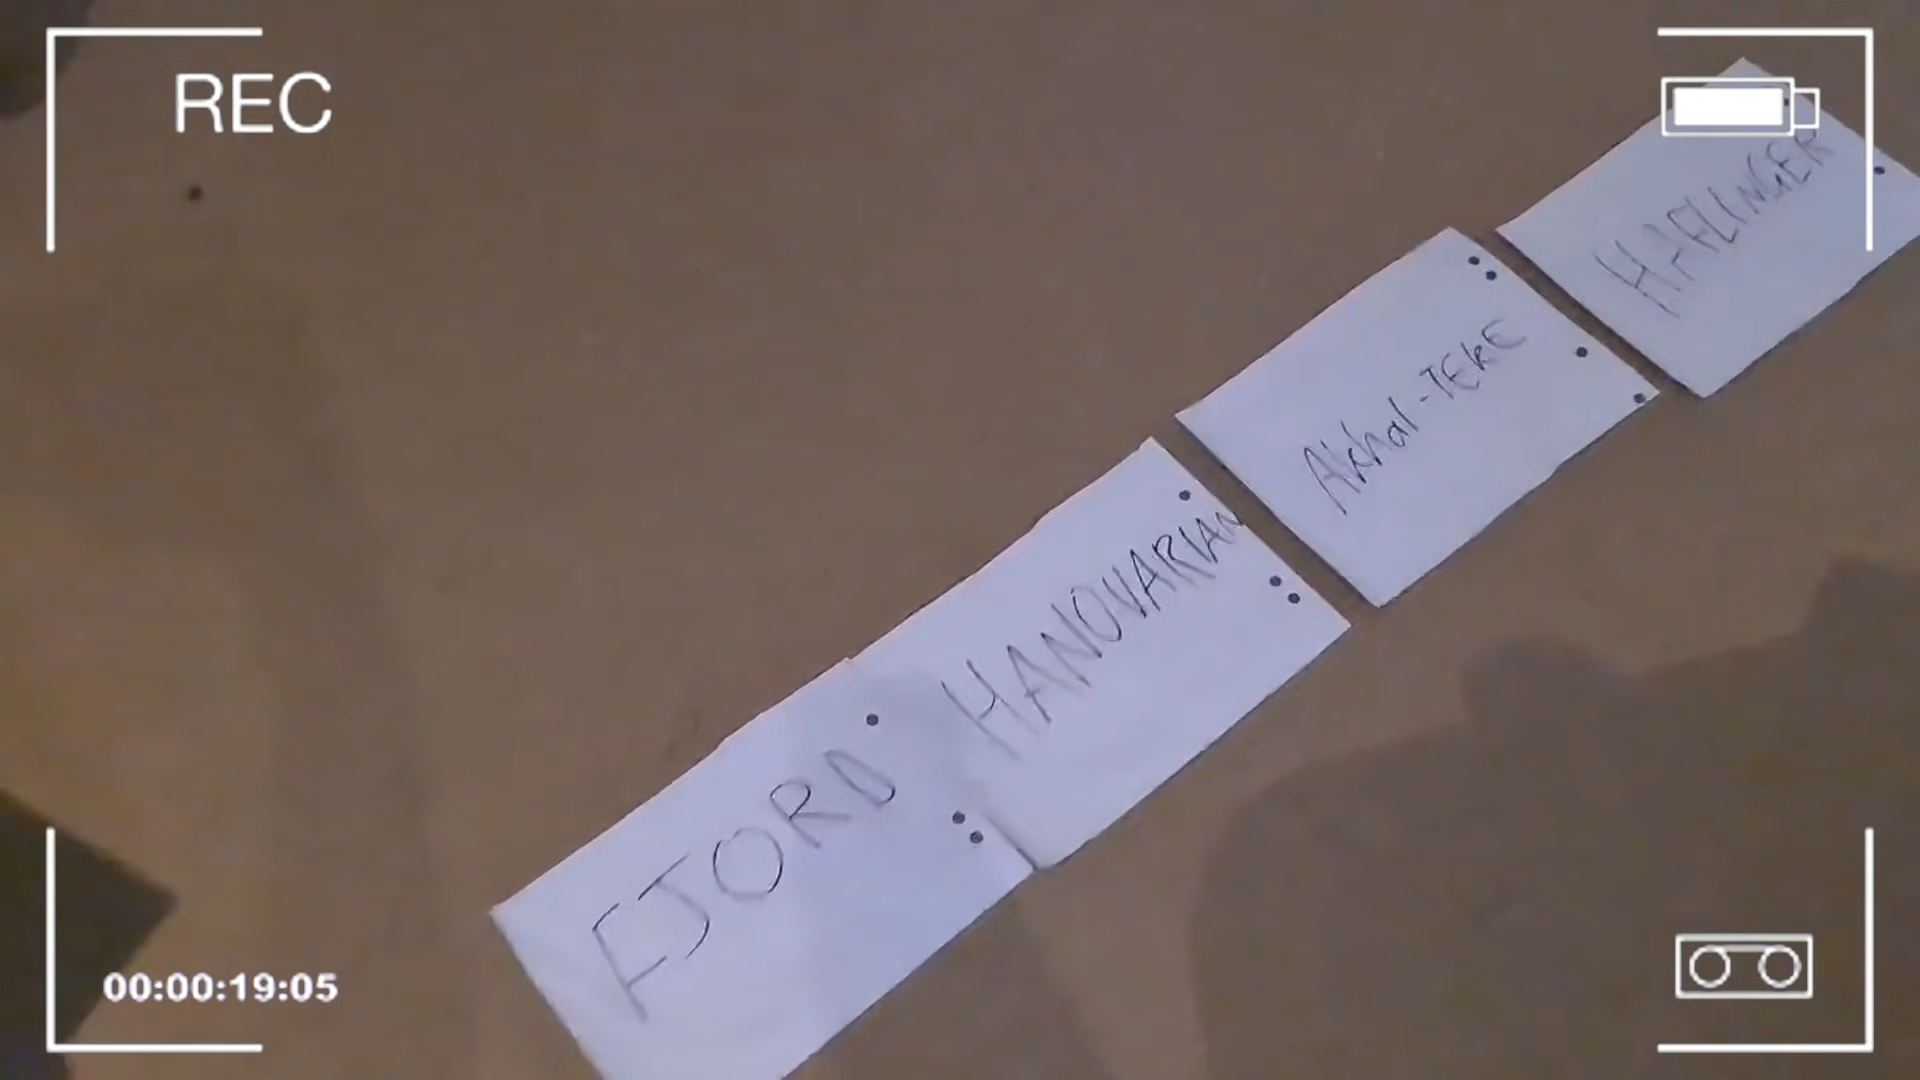 REC
HAFLINGER
Akhal-TEKE
HANOVARIAN
FJORD
00:00:19:05